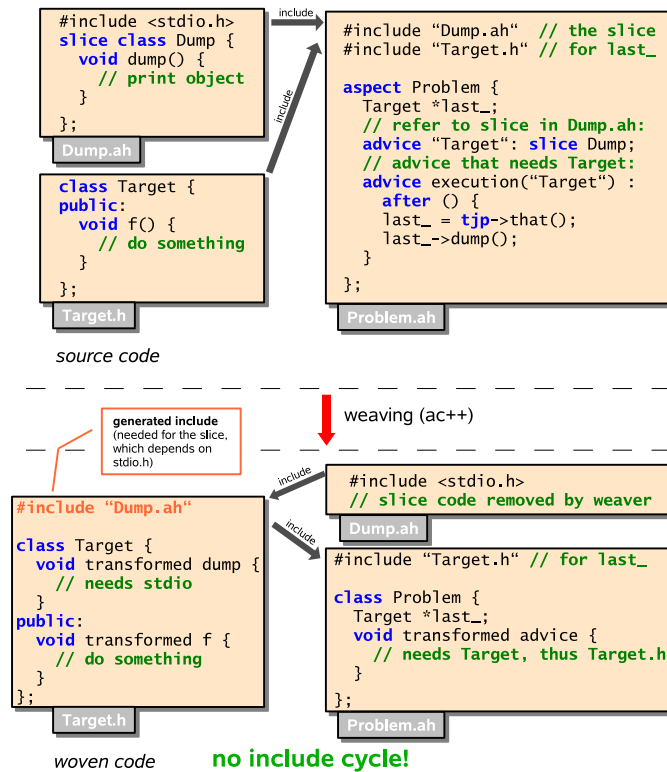 #include <stdio.h>
slice class Dump {
void dump() {
// print object
}
};
Dump.ah
class Target {
public:
void f() {
// do something
}
};
Target.h
source code
include
include
#include “Dump.ah“ // the slice
#include “Target.h“ // for last_
aspect Problem {
Target *last_;
// refer to slice in Dump.ah:
advice “Target“: slice Dump;
// advice that needs Target:
advice execution(“Target“) :
after () {
last_ = tjp->that();
last_->dump();
}
};
Problem.ah
weaving (ac++)
generated include
(needed for the slice,
which depends on
stdio.h)
#include “Dump.ah“
class Target {
void transformed dump {
// needs stdio
}
public:
void transformed f {
// do something
}
};
Target.h
woven code
include
include
#include <stdio.h>
// slice code removed by weaver
Dump.ah
#include “Target.h“ // for last_
class Problem {
Target *last_;
void transformed advice {
// needs Target, thus Target.h
}
};
Problem.ah
no include cycle!